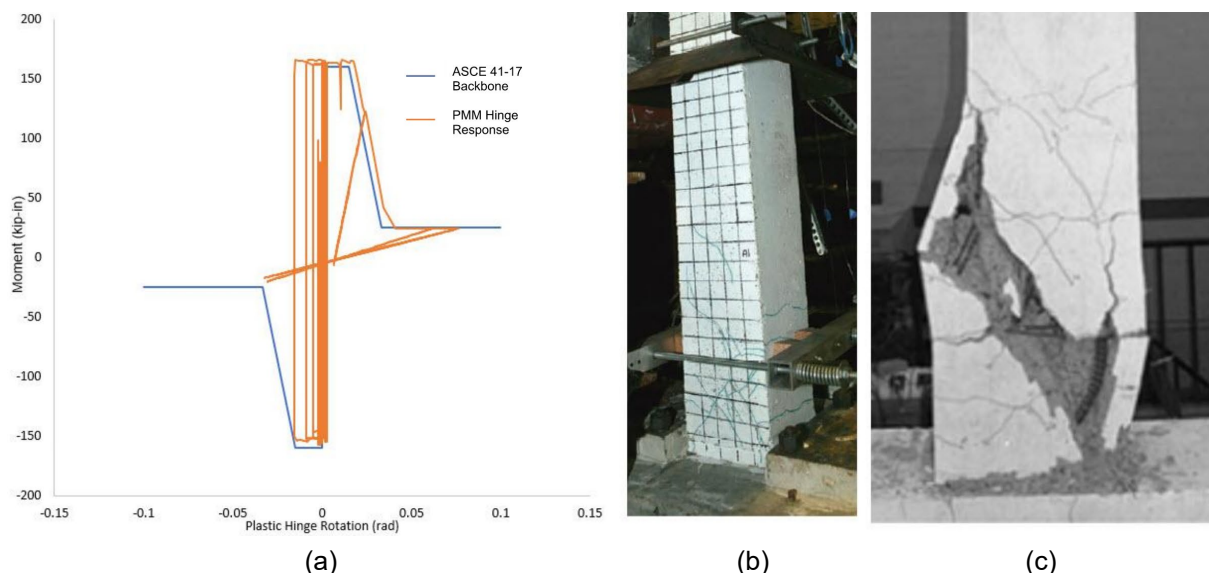 200
150
100
50
0
-50
-100
-150
-200
Moment (kip-in)
ASCE 41-17
Backbone
PMM Hinge
Response
-0.15
-0.1
-0.05
0
0.05
0.1
0.15
Plastic Hinge Rotation (rad)
A1
(a)
(b)
(c)